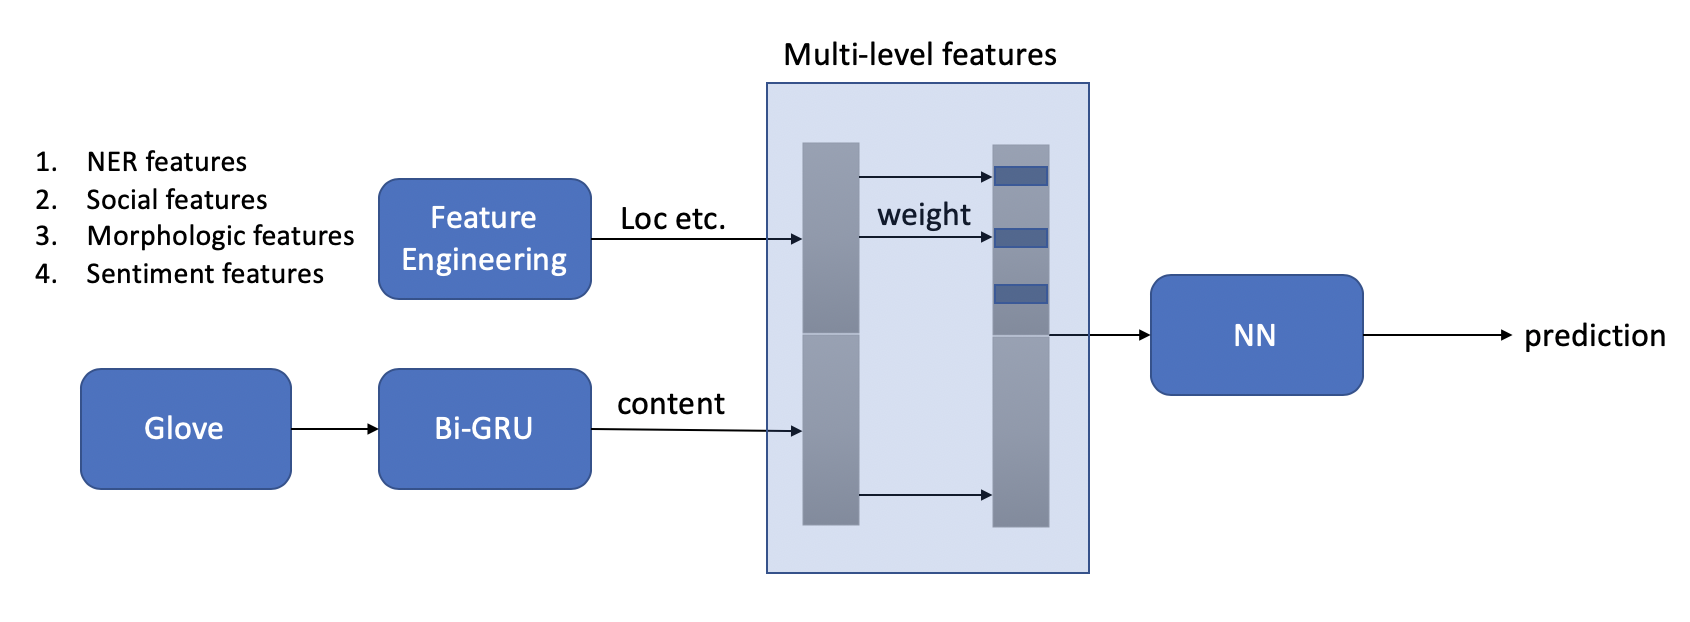 Multi-level features
1. NER features
2. Social features
3. Morphologic features
4. Sentiment features
Feature
Engineering
Loc etc.
weight
Glove
Bi-GRU
content
NN
prediction